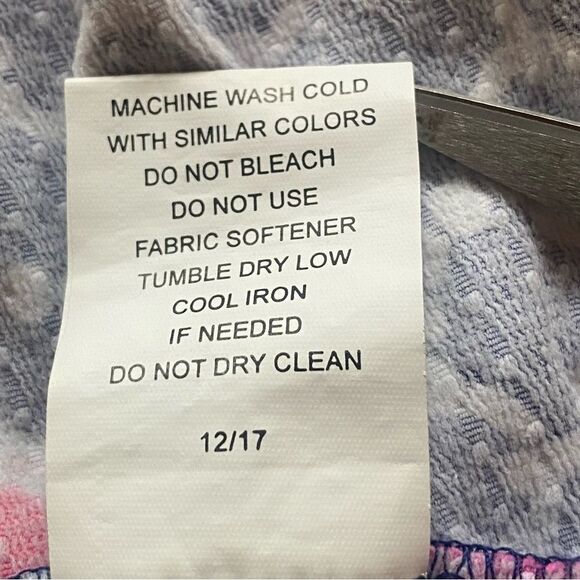 MACHINE WASH COLD
WITH SIMILAR COLORS
DO NOT BLEACH
DO NOT USE
FABRIC SOFTENER
TUMBLE DRY LOW
COOL IRON
IF NEEDED
DO NOT DRY CLEAN
12/17